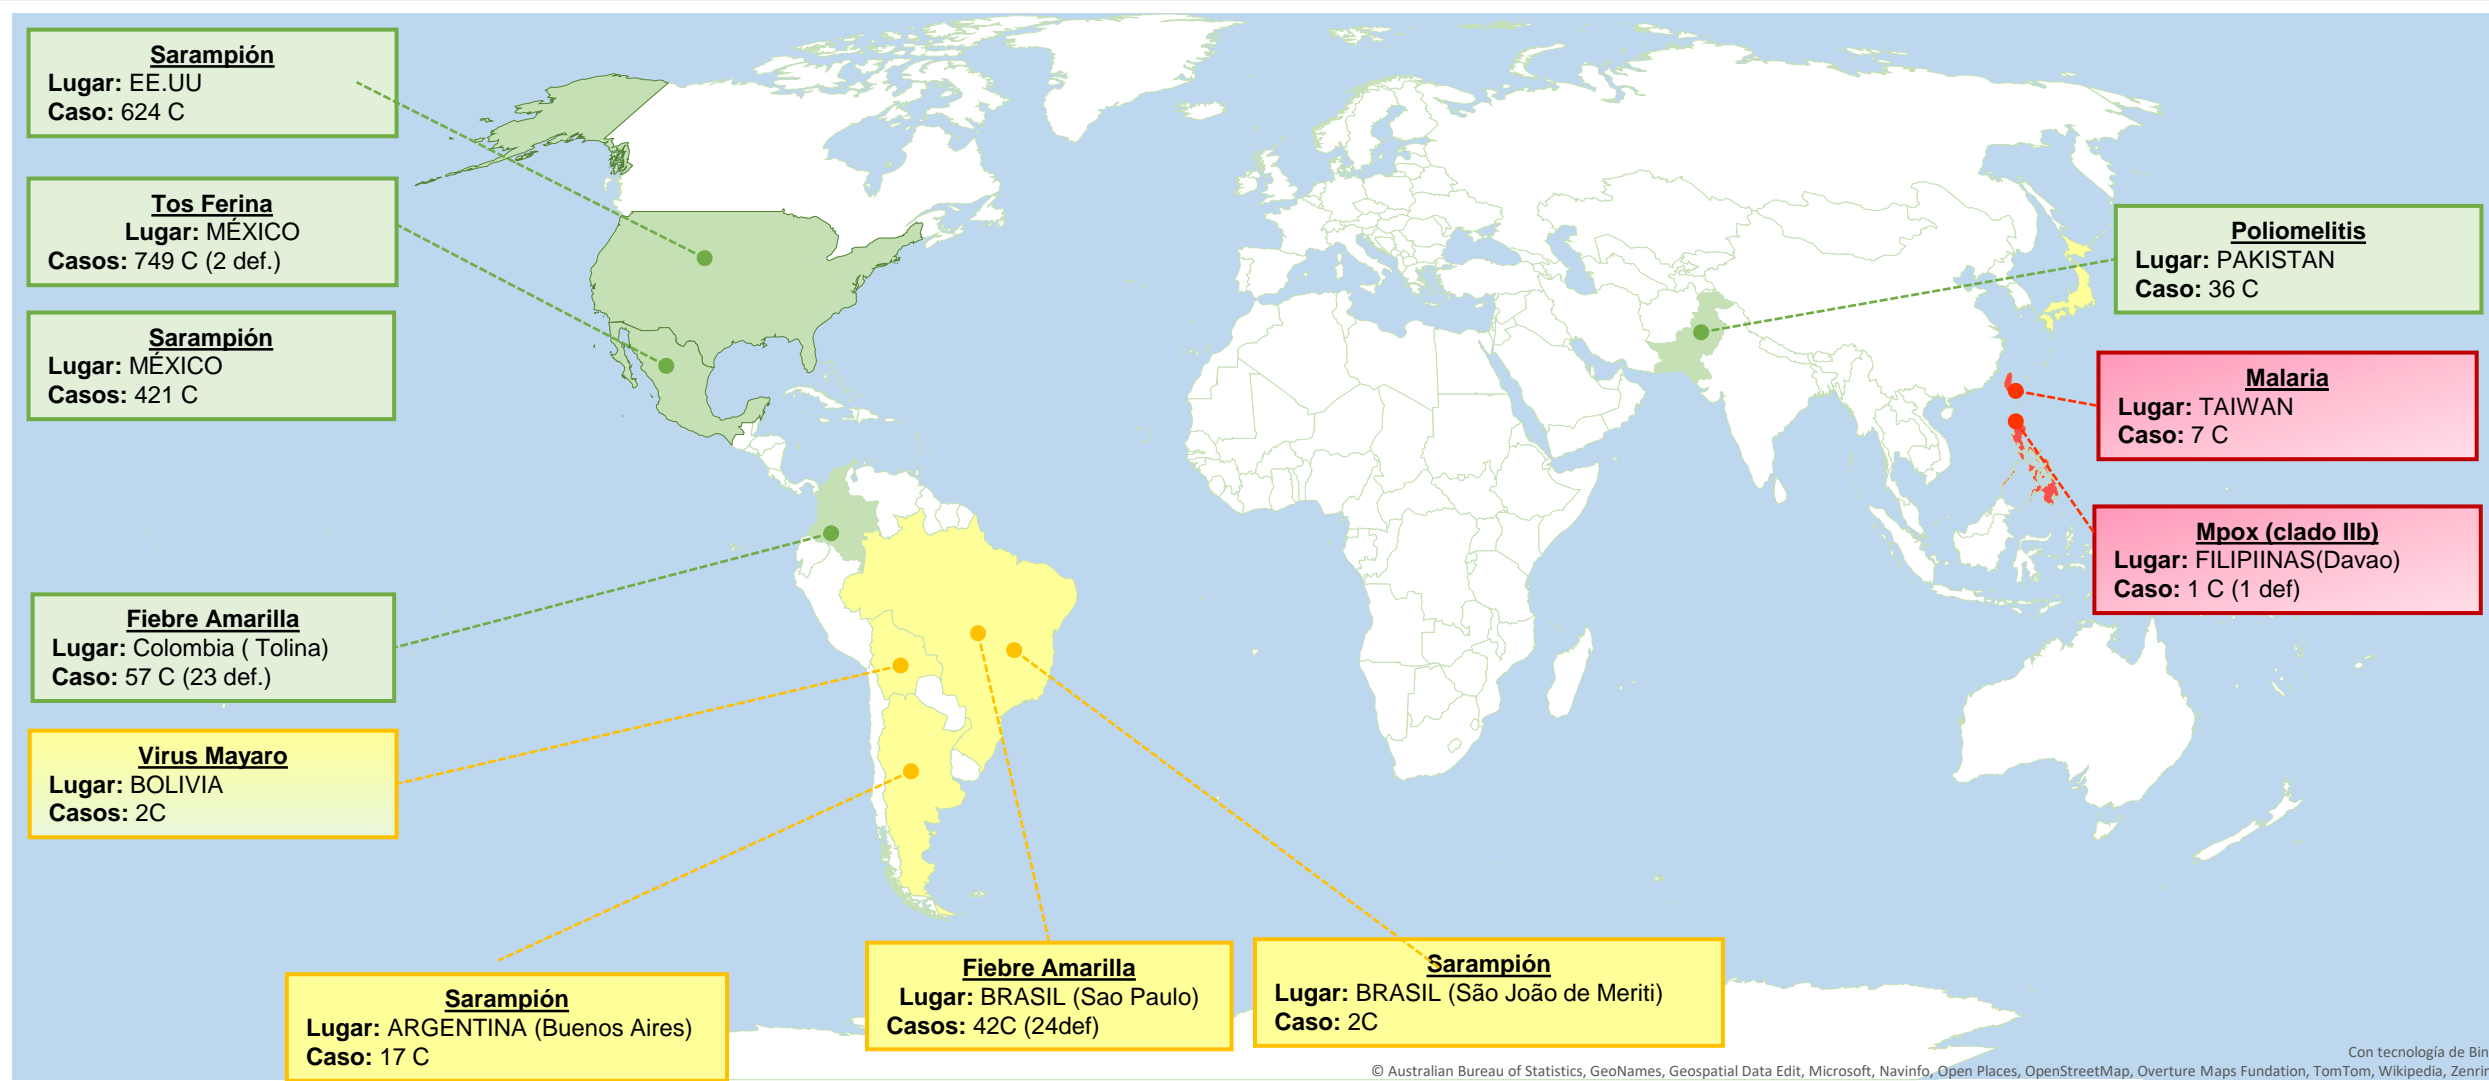 Sarampión
Lugar: EE.UU
Caso: 624 C
Tos Ferina
Lugar: MÉXICO
Casos: 749 C (2 def.)
Sarampión
Lugar: MÉXICO
Casos: 421 C
Fiebre Amarilla
Lugar: Colombia ( Tolina)
Caso: 57 C (23 def.)
Virus Mayaro
Lugar: BOLIVIA
Casos: 2C
Sarampión
Lugar: ARGENTINA (Buenos Aires)
Caso: 17 C
Fiebre Amarilla
Lugar: BRASIL (Sao Paulo)
Casos: 42C (24def)
Sarampión
Lugar: BRASIL (São João de Meriti)
Caso: 2C
Poliomelitis
Lugar: PAKISTAN
Caso: 36 C
Malaria
Lugar: TAIWAN
Caso: 7 C
Mpox (clado IIb)
Lugar: FILIPIINAS(Davao)
Caso: 1 C (1 def)
Con tecnología de Bin
© Australian Bureau of Statistics, GeoNames, Geospatial Data Edit, Microsoft, Navinfo, Open Places, OpenStreetMap, Overture Maps Fundation, TomTom, Wikipedia, Zenrin